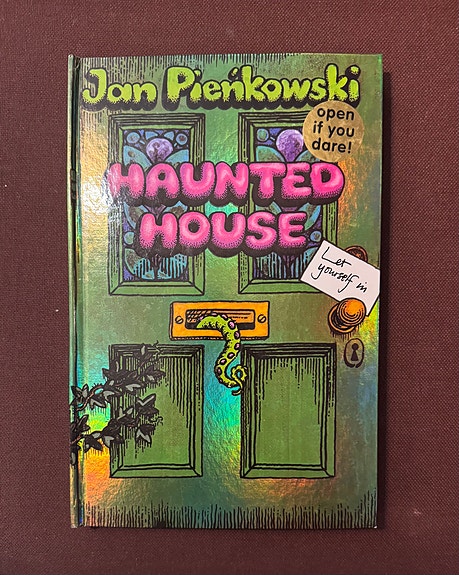 Jan Pieńkowski
open
if you
dare!
HAUNTED
HOUSE
Let
yourself in